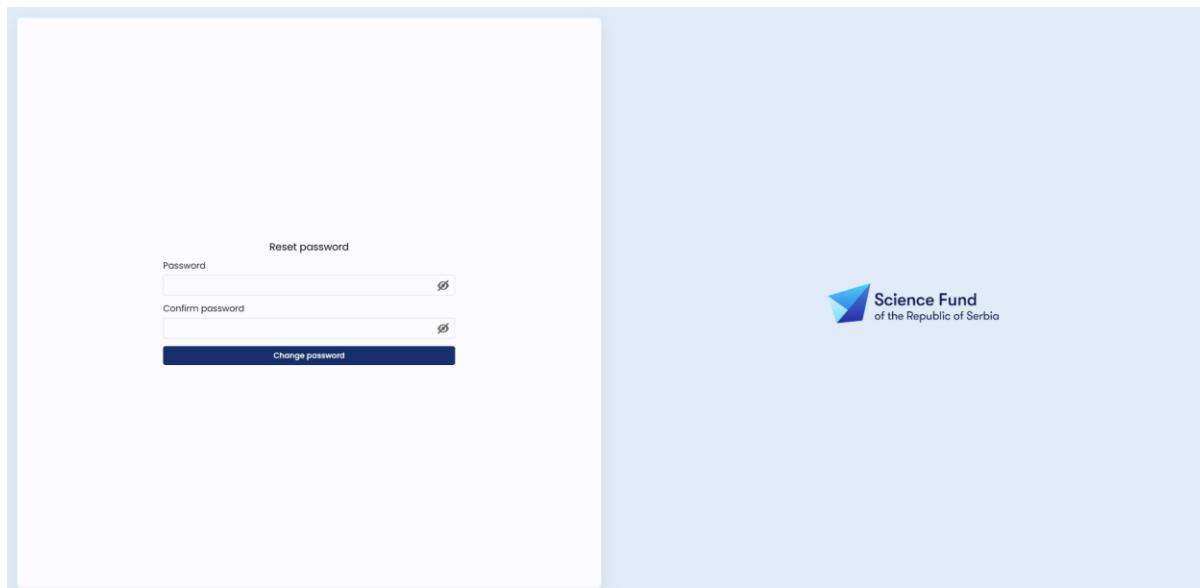 Reset password
Password
Confirm password
Change password
Science Fund
of the Republic of Serbia